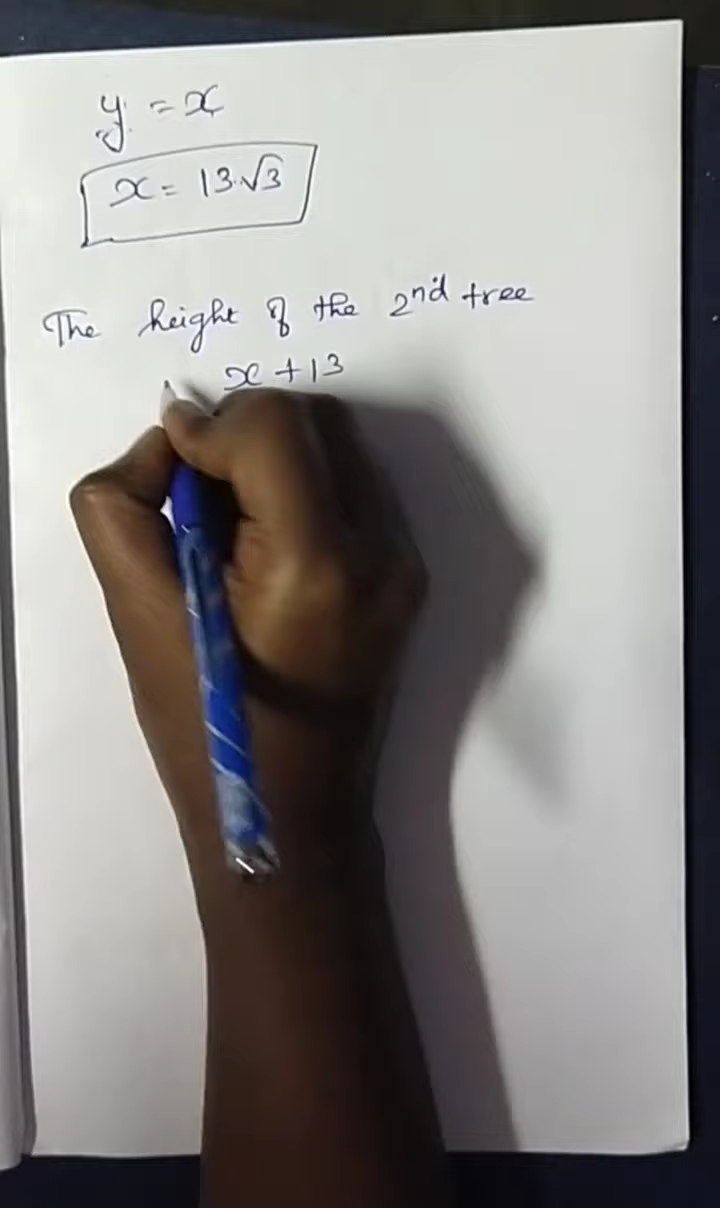 y = x
x = 13√3
The height of the 2nd tree
x + 13